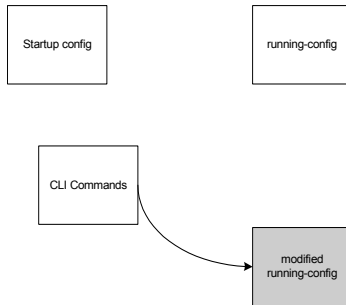 Startup config
running-config
CLI Commands
modified
running-config